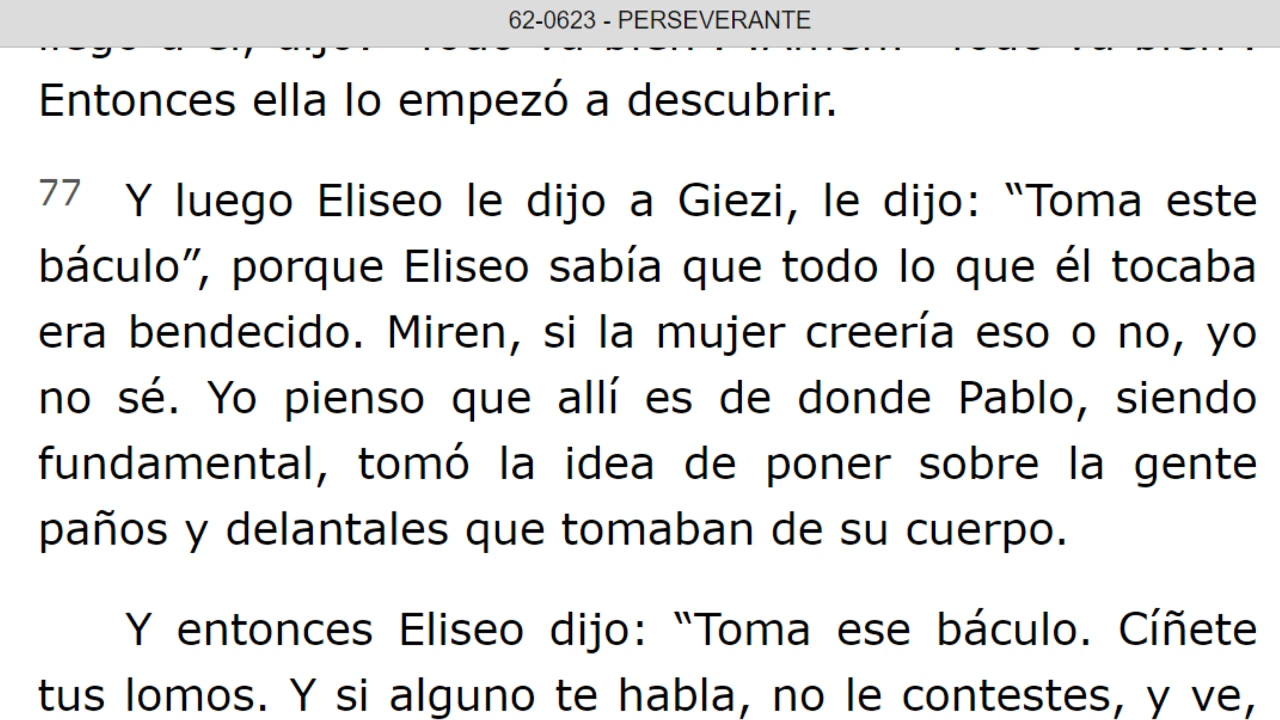 62-0623 - PERSEVERANTE
Entonces ella lo empezó a descubrir.
77 Y luego Eliseo le dijo a Giezi, le dijo: “Toma este
báculo”, porque Eliseo sabía que todo lo que él tocaba
era bendecido. Miren, si la mujer creería eso o no, yo
no sé. Yo pienso que allí es de donde Pablo, siendo
fundamental, tomó la idea de poner sobre la gente
paños y delantales que tomaban de su cuerpo.
Y entonces Eliseo dijo: “Toma ese báculo. Cíñete
tus lomos. Y si alguno te habla, no le contestes, y ve,